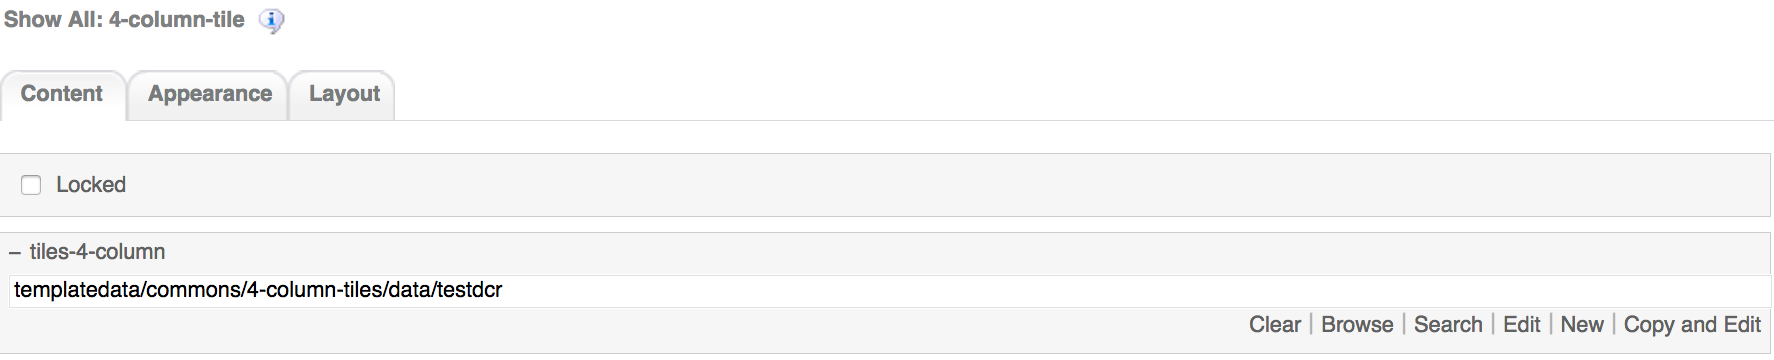 Show All: 4-column-tile
Content Appearance Layout
Locked
– tiles-4-column
templatedata/commons/4-column-tiles/data/testdcr
Clear | Browse | Search | Edit | New | Copy and Edit